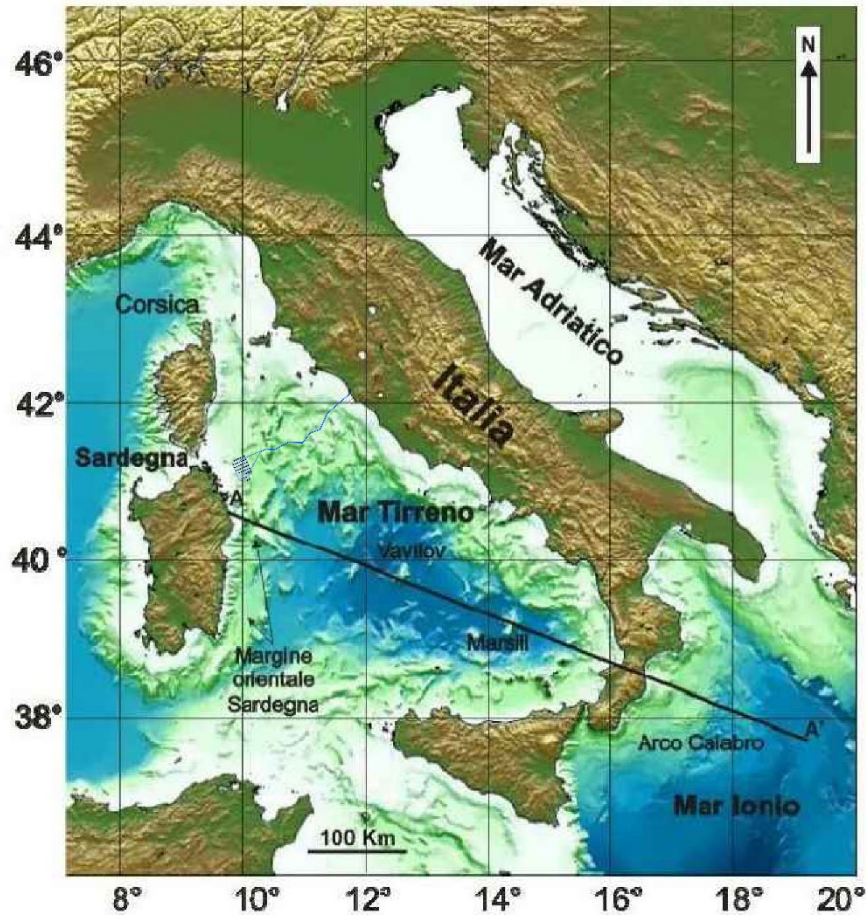 46°
N
44°
Corsica
Mar Adriatico
42°
Italia
Sardegna
A
Mar Tirreno
40°
Vavilov
Marsili
Margine
orientale
Sardegna
38°
A'
Arco Calabro
Mar Ionio
100 Km
8° 10° 12° 14° 16° 18° 20°